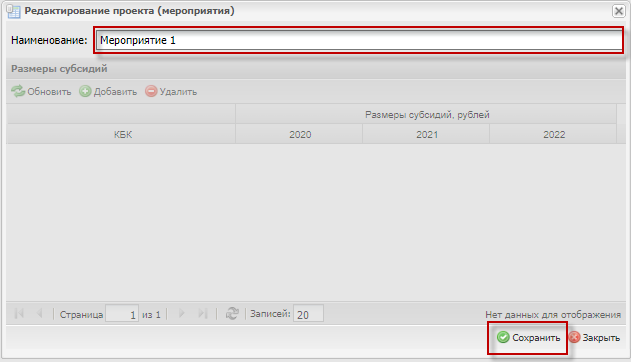 Редактирование проекта (мероприятия)
Наименование: Мероприятие 1
Размеры субсидий
Обновить Добавить Удалить
Размеры субсидий, рублей
КБК 2020 2021 2022
Страница 1 из 1 Записей: 20 Нет данных для отображения
Сохранить Закрыть